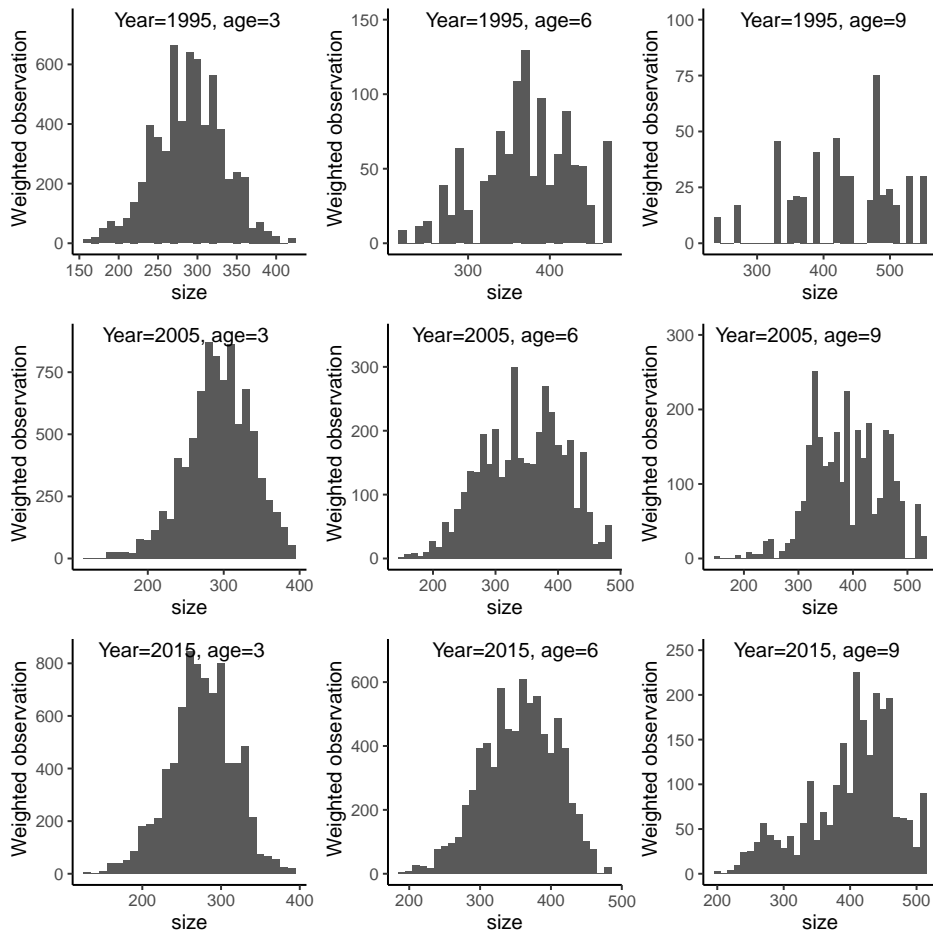 Year=1995, age=3
Weighted observation
600
400
200
0
150 200 250 300 350 400
size
Year=1995, age=6
Weighted observation
150
100
50
0
300 400
size
Year=1995, age=9
Weighted observation
100
75
50
25
0
300 400 500
size
Year=2005, age=3
Weighted observation
750
500
250
0
200 300 400
size
Year=2005, age=6
Weighted observation
300
200
100
0
200 300 400 500
size
Year=2005, age=9
Weighted observation
300
200
100
0
200 300 400 500
size
Year=2015, age=3
Weighted observation
800
600
400
200
0
200 300 400
size
Year=2015, age=6
Weighted observation
600
400
200
0
200 300 400 500
size
Year=2015, age=9
Weighted observation
250
200
150
100
50
0
200 300 400 500
size